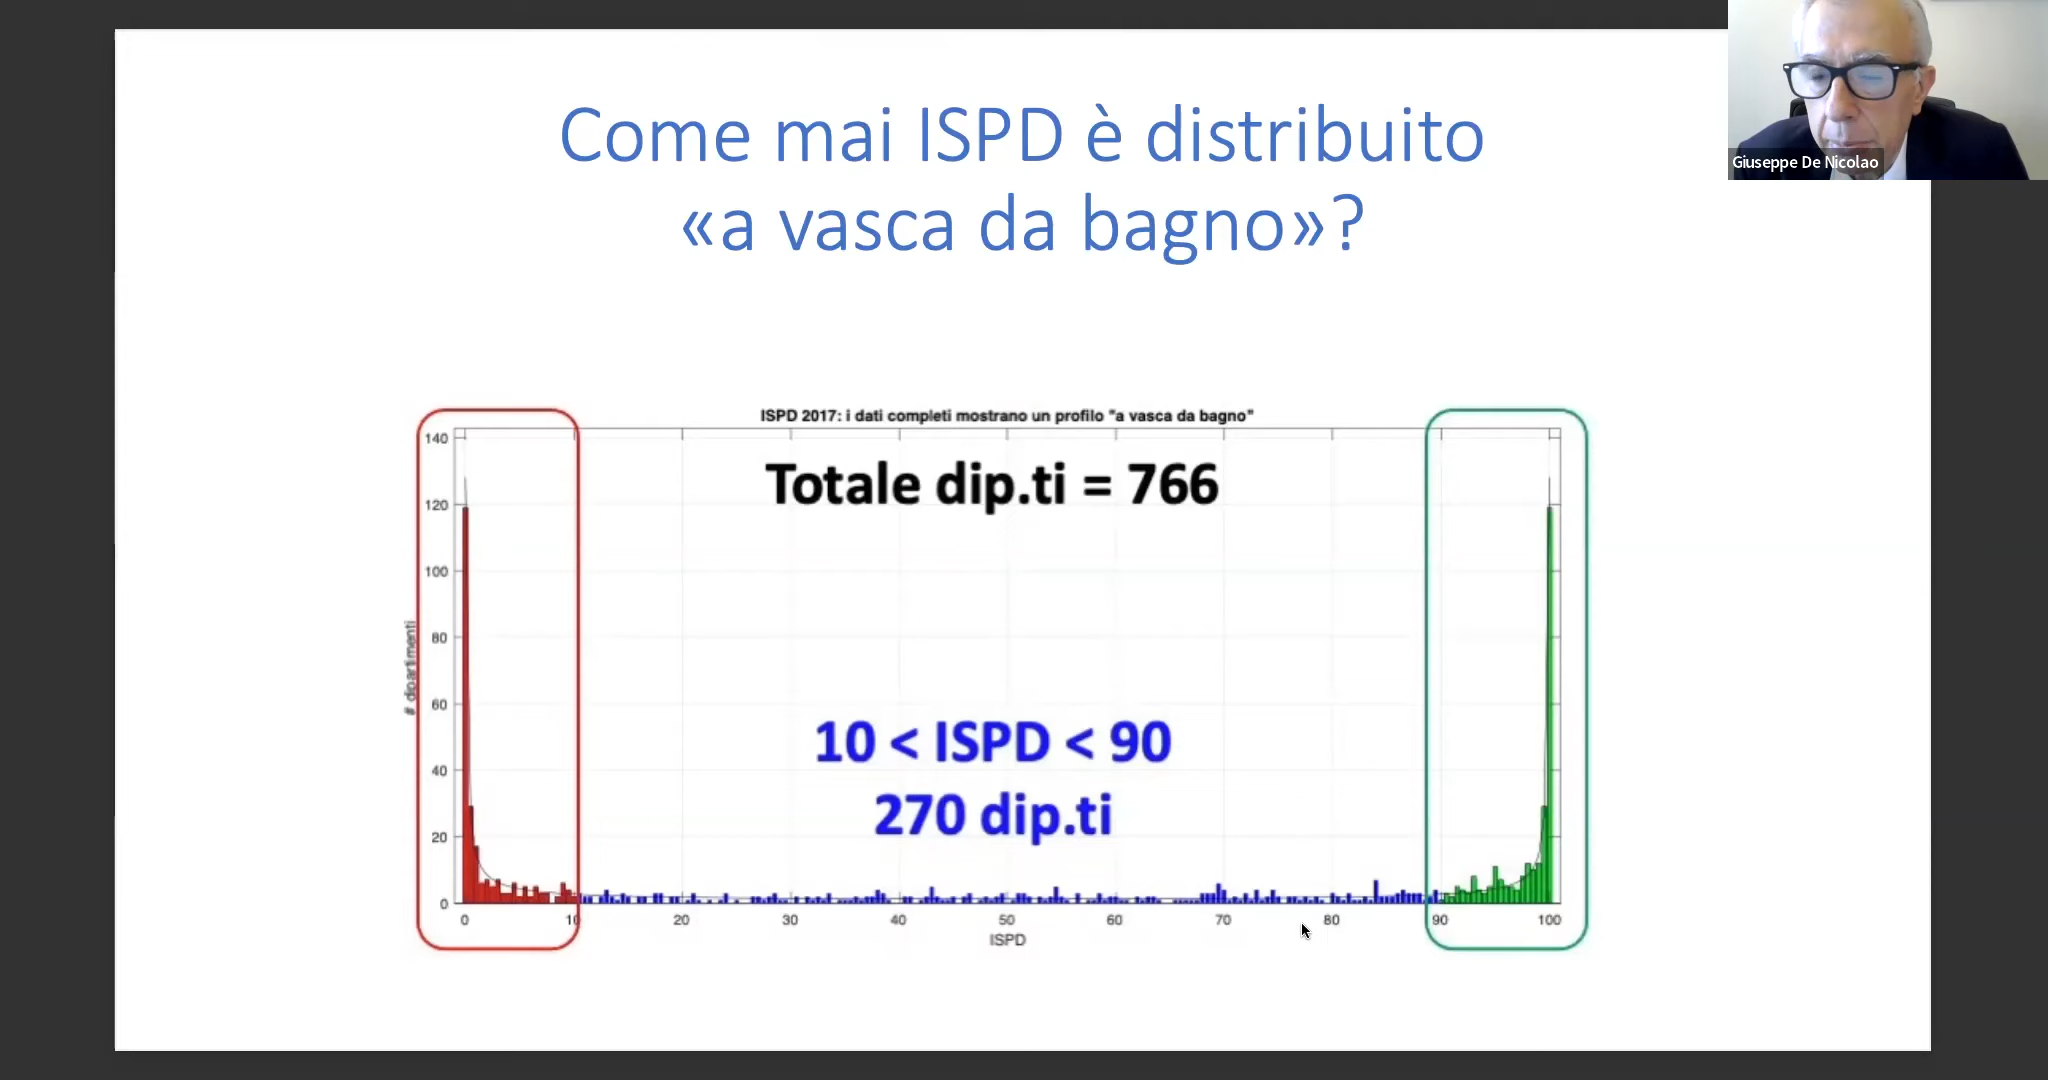 Come mai ISPD è distribuito
«a vasca da bagno»?
Giuseppe De Nicolao
ISPD 2017: i dati completi mostrano un profilo "a vasca da bagno"
Totale dip.ti = 766
10 < ISPD < 90
270 dip.ti
# dipartimenti
140
120
100
80
60
40
20
0
0 10 20 30 40 50 60 70 80 90 100
ISPD